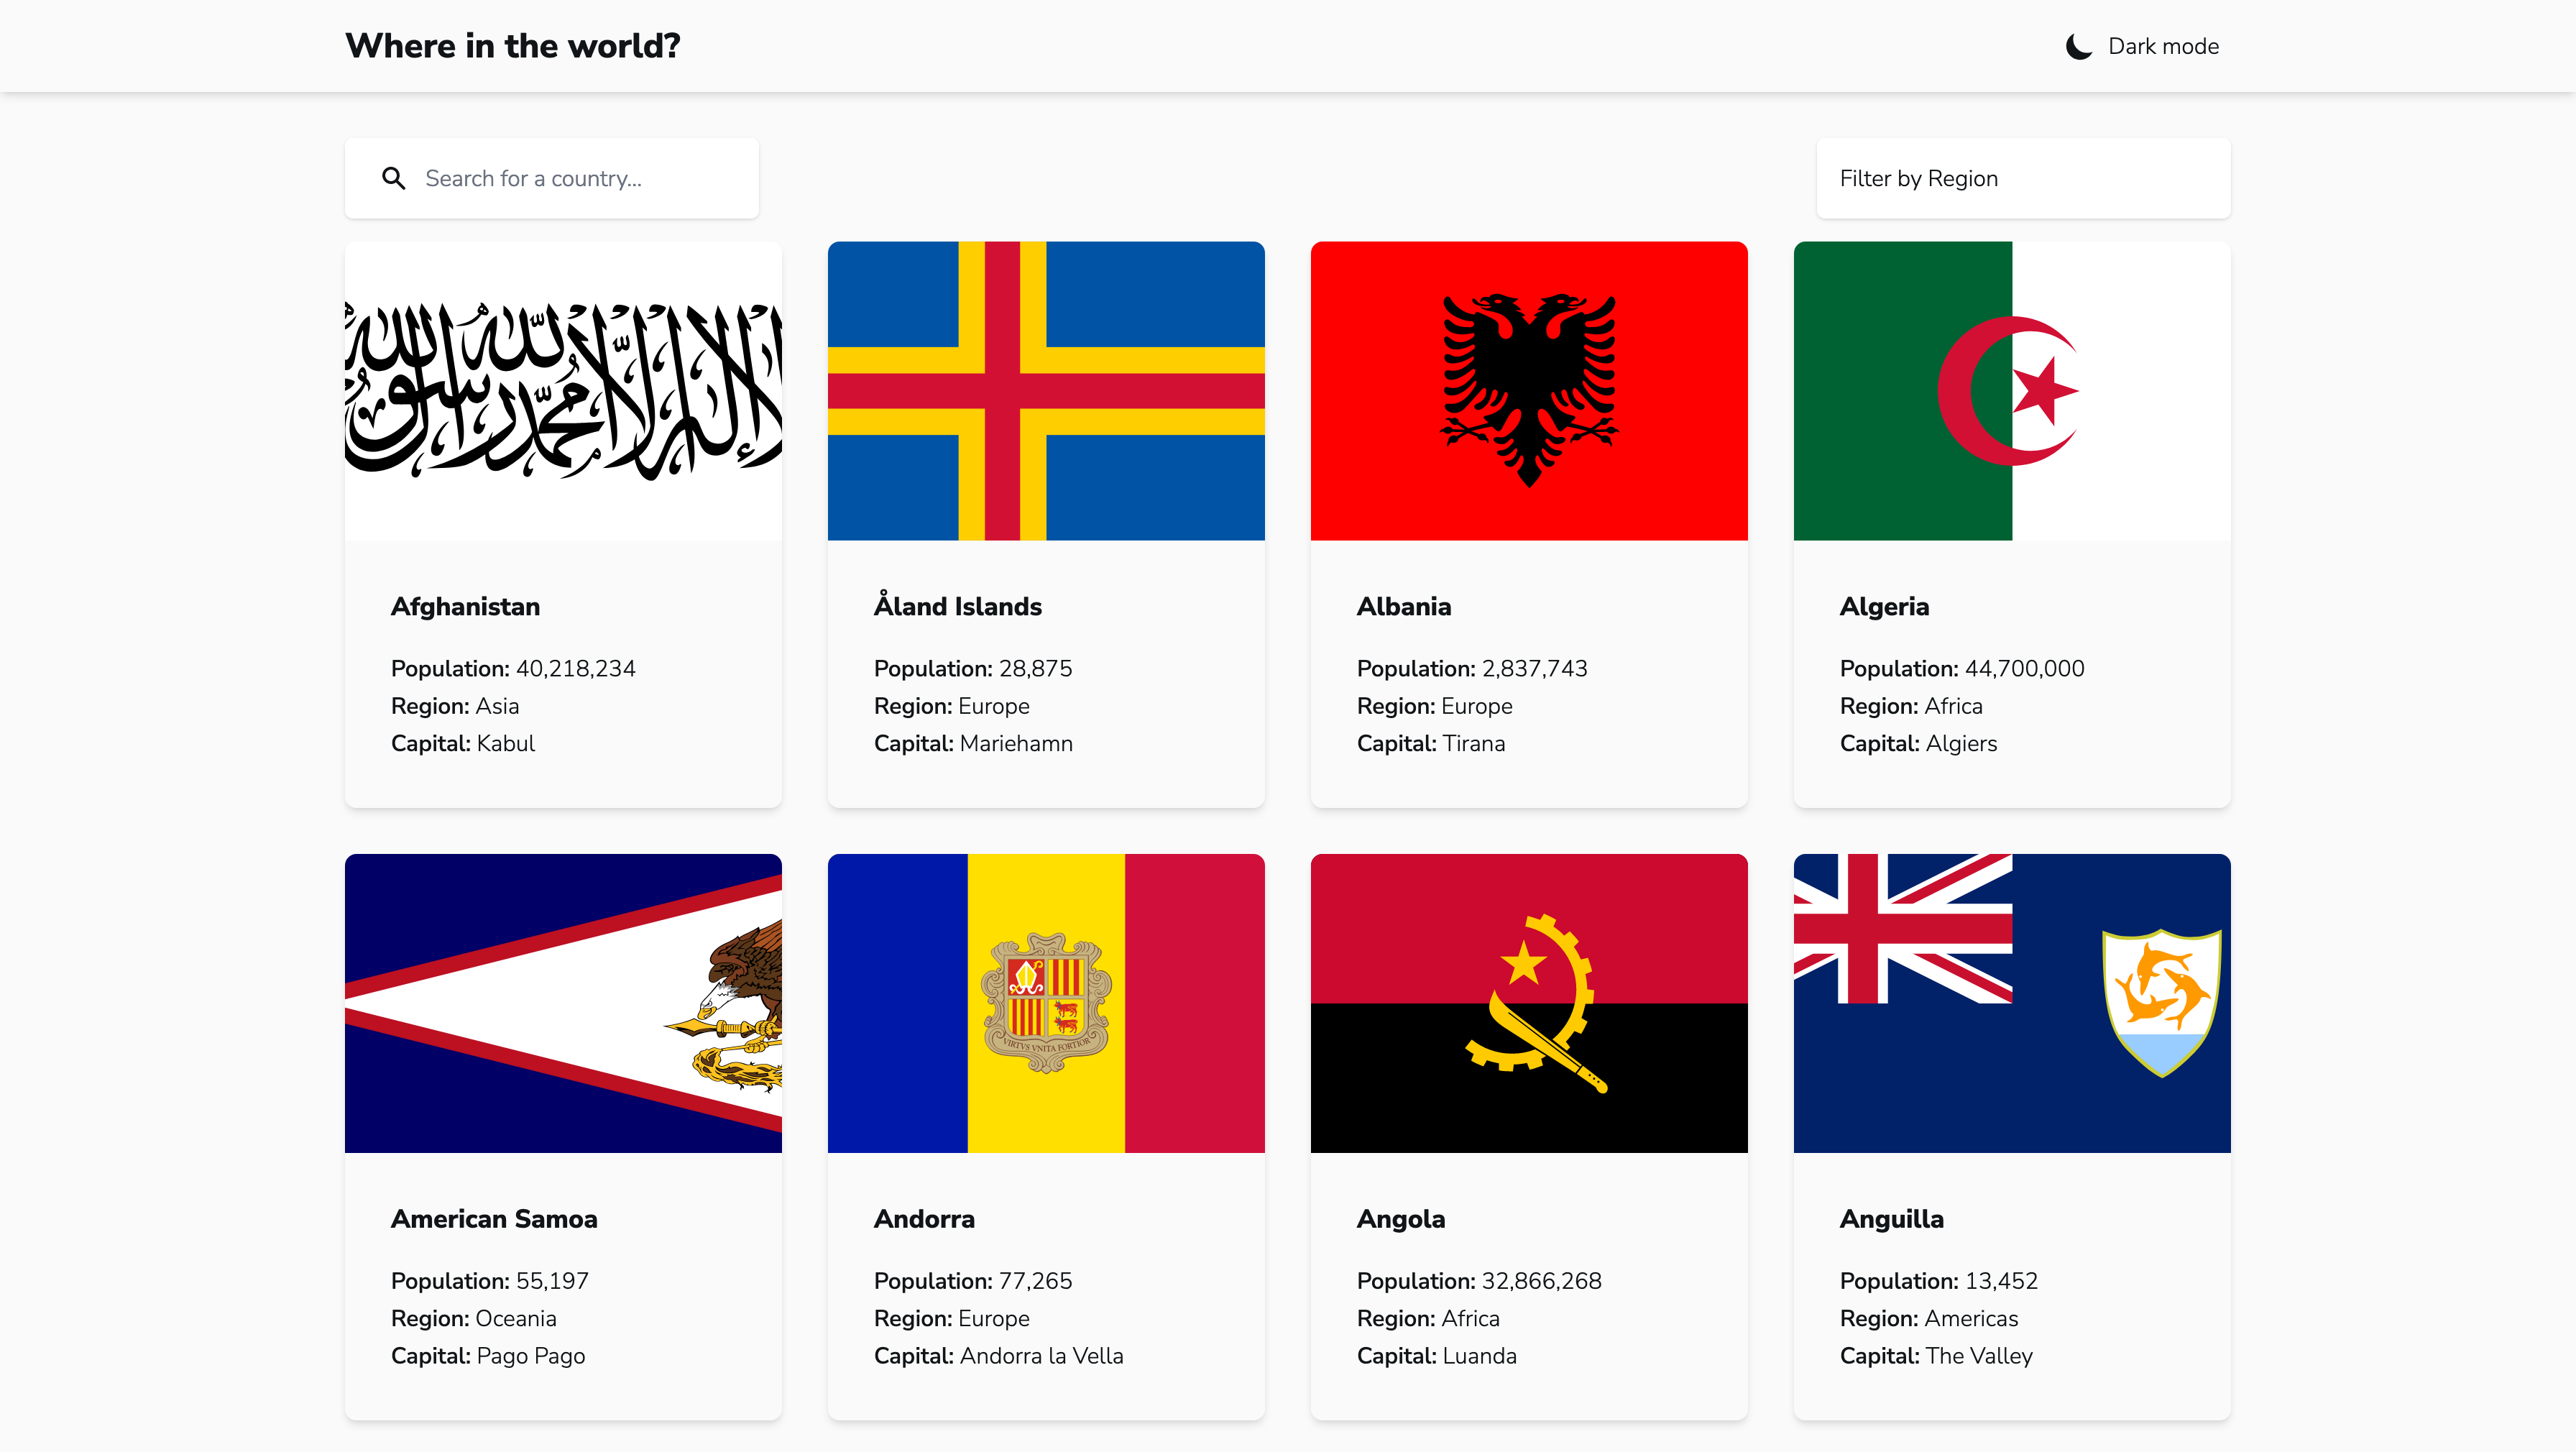 Where in the world?
Dark mode
Search for a country...
Filter by Region
Afghanistan
Population: 40,218,234
Region: Asia
Capital: Kabul
Åland Islands
Population: 28,875
Region: Europe
Capital: Mariehamn
Albania
Population: 2,837,743
Region: Europe
Capital: Tirana
Algeria
Population: 44,700,000
Region: Africa
Capital: Algiers
VIRTVS VNITA FORTIOR
American Samoa
Population: 55,197
Region: Oceania
Capital: Pago Pago
Andorra
Population: 77,265
Region: Europe
Capital: Andorra la Vella
Angola
Population: 32,866,268
Region: Africa
Capital: Luanda
Anguilla
Population: 13,452
Region: Americas
Capital: The Valley